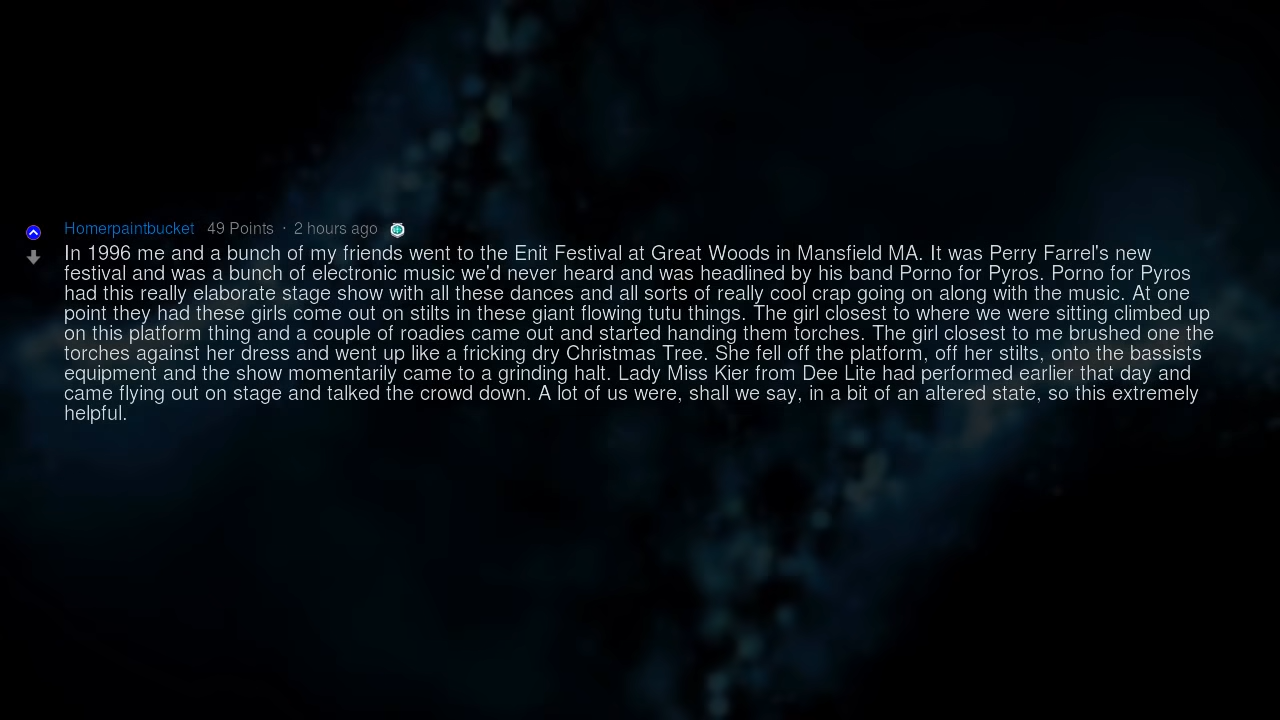 Homerpaintbucket 49 Points · 2 hours ago
In 1996 me and a bunch of my friends went to the Enit Festival at Great Woods in Mansfield MA. It was Perry Farrel's new
festival and was a bunch of electronic music we'd never heard and was headlined by his band Porno for Pyros. Porno for Pyros
had this really elaborate stage show with all these dances and all sorts of really cool crap going on along with the music. At one
point they had these girls come out on stilts in these giant flowing tutu things. The girl closest to where we were sitting climbed up
on this platform thing and a couple of roadies came out and started handing them torches. The girl closest to me brushed one the
torches against her dress and went up like a fricking dry Christmas Tree. She fell off the platform, off her stilts, onto the bassists
equipment and the show momentarily came to a grinding halt. Lady Miss Kier from Dee Lite had performed earlier that day and
came flying out on stage and talked the crowd down. A lot of us were, shall we say, in a bit of an altered state, so this extremely
helpful.